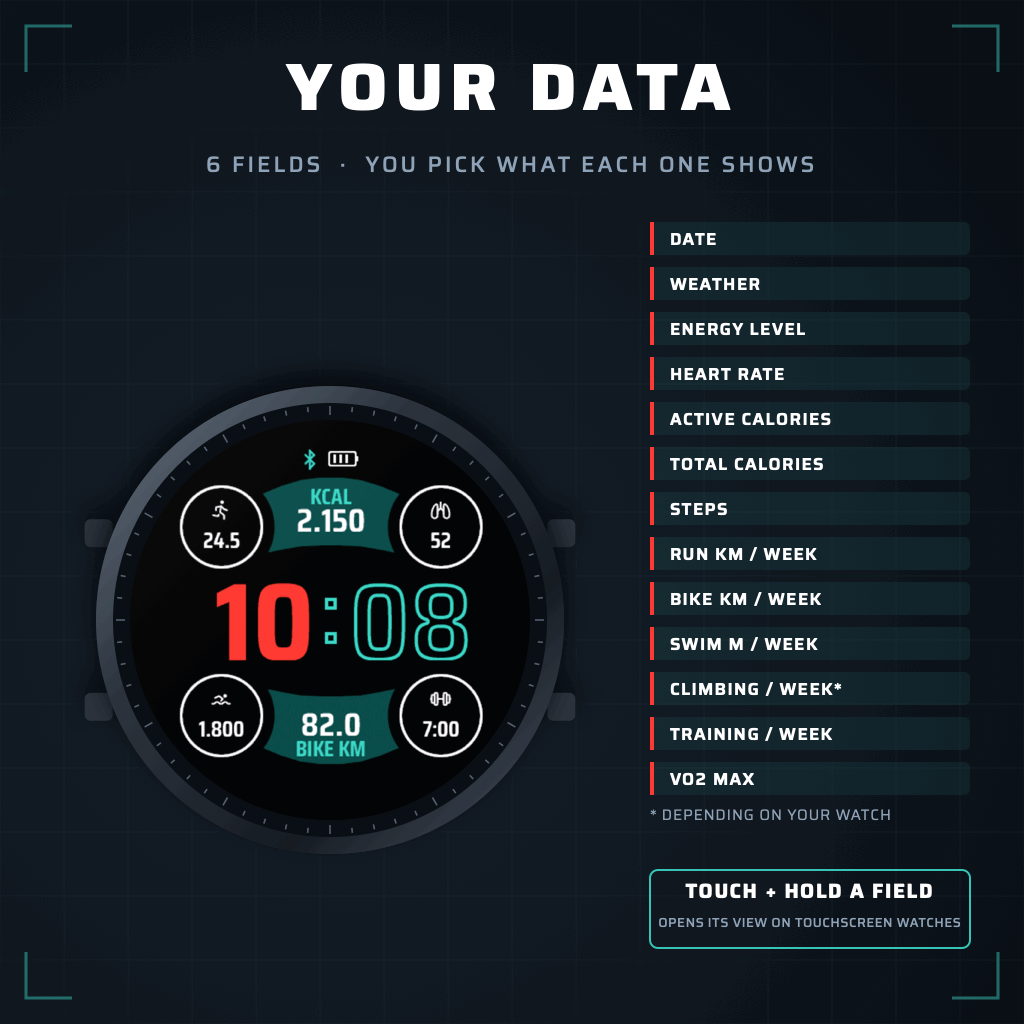 YOUR DATA
6 FIELDS · YOU PICK WHAT EACH ONE SHOWS
DATE
WEATHER
ENERGY LEVEL
HEART RATE
ACTIVE CALORIES
TOTAL CALORIES
STEPS
RUN KM / WEEK
BIKE KM / WEEK
SWIM M / WEEK
CLIMBING / WEEK*
TRAINING / WEEK
VO2 MAX
* DEPENDING ON YOUR WATCH
TOUCH + HOLD A FIELD
OPENS ITS VIEW ON TOUCHSCREEN WATCHES
KCAL
2.150
24.5
52
10:08
1.800
82.0
BIKE KM
7:00